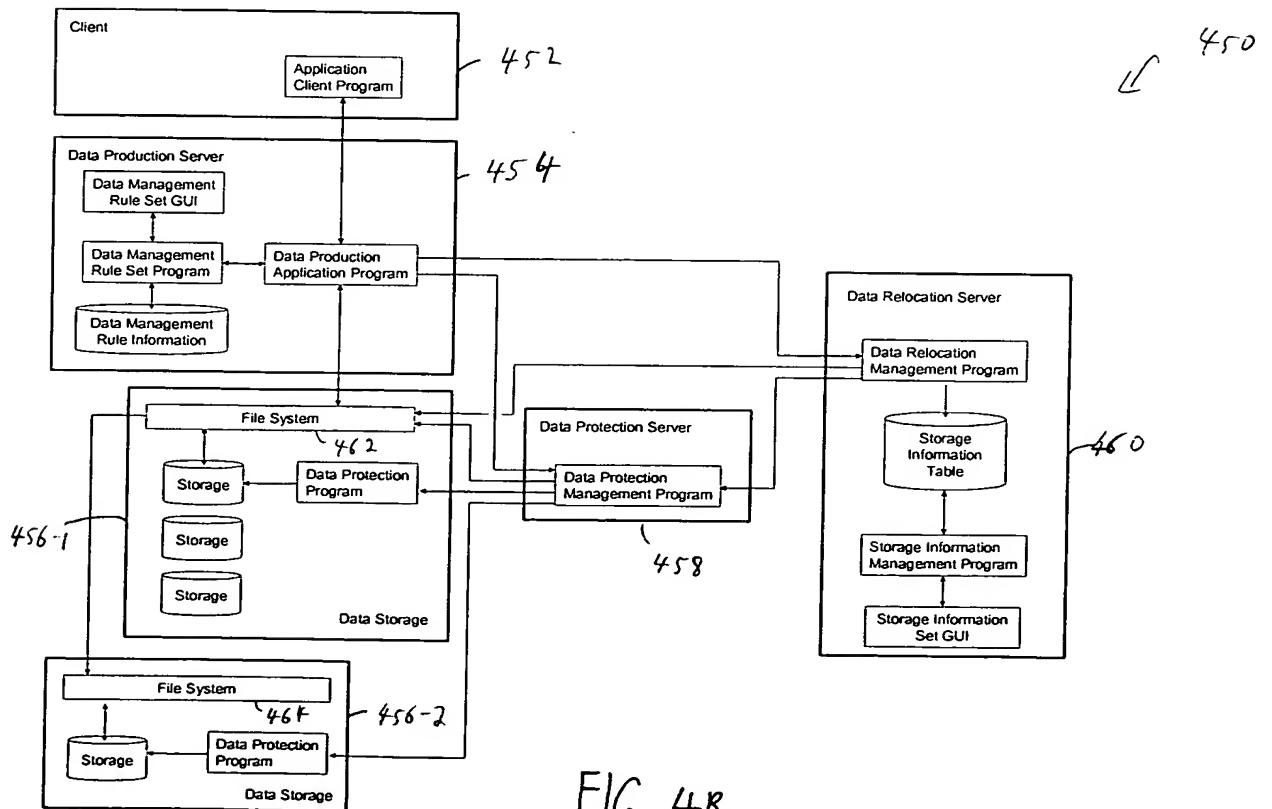 Client
Application
Client Program
452
450
Data Production Server
454
Data Management
Rule Set GUI
Data Management
Rule Set Program
Data Production
Application Program
Data Management
Rule Information
Data Relocation Server
Data Relocation
Management Program
Storage
Information
Table
460
Storage Information
Management Program
Storage Information
Set GUI
File System
462
Storage
Data Protection
Program
456-1
Storage
Storage
Data Storage
Data Protection Server
Data Protection
Management Program
458
File System
456-2
Storage
Data Protection
Program
Data Storage
FIG. 4B